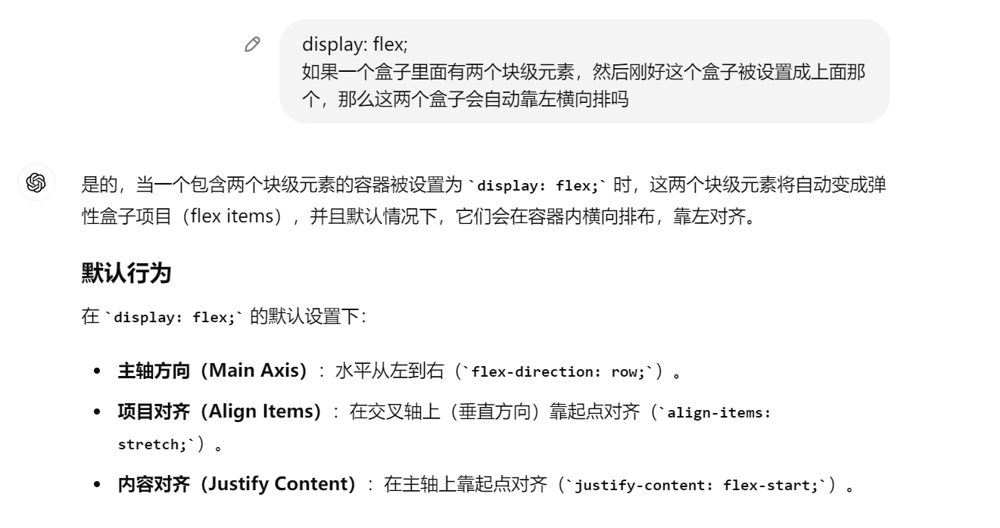 display: flex;
如果一个盒子里面有两个块级元素，然后刚好这个盒子被设置成上面那
个，那么这两个盒子会自动靠左横向排吗
是的，当一个包含两个块级元素的容器被设置为 `display: flex;` 时，这两个块级元素将自动变成弹
性盒子项目（flex items），并且默认情况下，它们会在容器内横向排布，靠左对齐。
默认行为
在 `display: flex;` 的默认设置下：
• 主轴方向（Main Axis）：水平从左到右（`flex-direction: row;`）。
• 项目对齐（Align Items）：在交叉轴上（垂直方向）靠起点对齐（`align-items:
stretch;`）。
• 内容对齐（Justify Content）：在主轴上靠起点对齐（`justify-content: flex-start;`）。